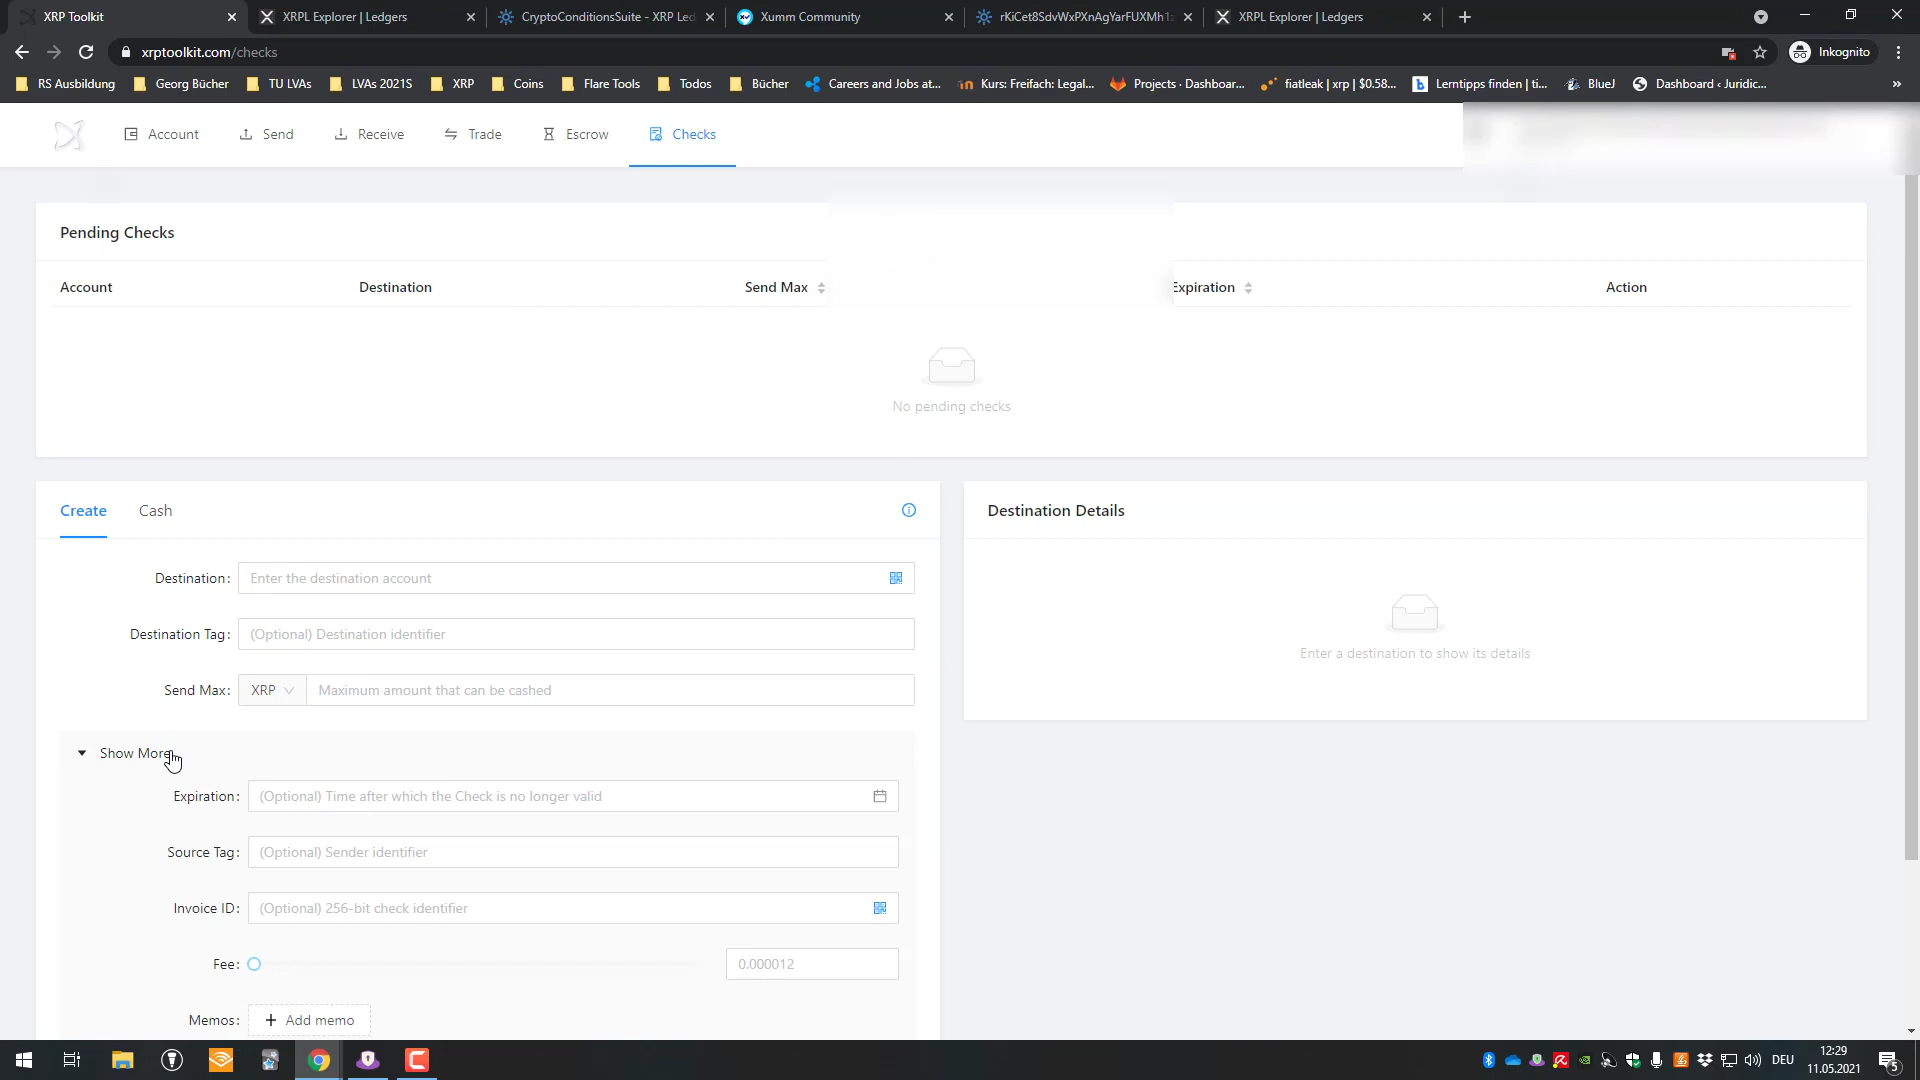 XRP Toolkit
XRPL Explorer | Ledgers
CryptoConditionsSuite - XRP Led
Xumm Community
rKiCet8SdvWxPXnAgYarFUXMh1
XRPL Explorer | Ledgers
xrptoolkit.com/checks
Inkognito
RS Ausbildung
Georg Bücher
TU LVAs
LVAs 2021S
XRP
Coins
Flare Tools
Todos
Bücher
Careers and Jobs at...
Kurs: Freifach: Legal...
Projects · Dashboar...
fiatleak | xrp | $0.58...
Lerntipps finden | ti...
BlueJ
Dashboard ‹ Juridic...
»
Account
Send
Receive
Trade
Escrow
Checks
Pending Checks
Account
Destination
Send Max
Expiration
Action
No pending checks
Create
Cash
Destination Details
Destination:
Enter the destination account
Destination Tag:
(Optional) Destination identifier
Send Max:
XRP
Maximum amount that can be cashed
Enter a destination to show its details
Show More
Expiration:
(Optional) Time after which the Check is no longer valid
Source Tag:
(Optional) Sender identifier
Invoice ID:
(Optional) 256-bit check identifier
Fee:
0.000012
Memos:
+ Add memo
DEU
12:29
11.05.2021
5